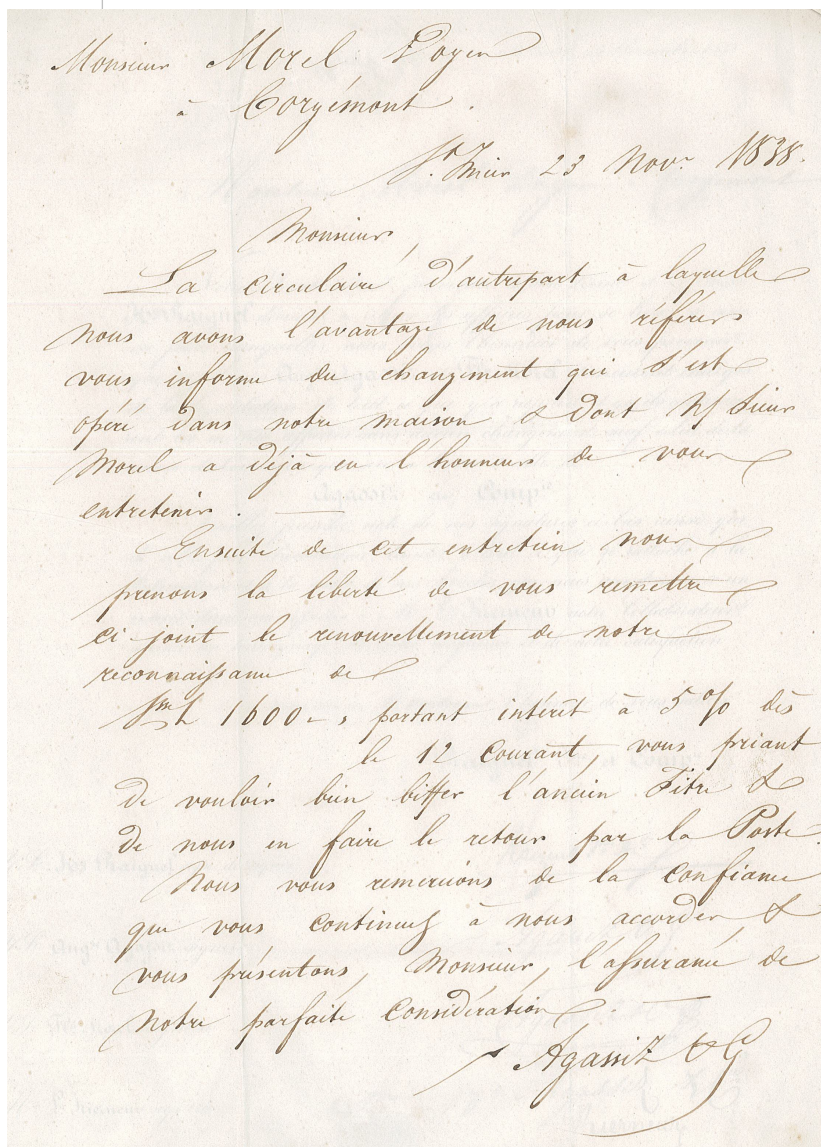 Monsieur Morel Doyen
à Corgémont.
St. Imier 23 Novr. 1838.
Monsieur,
La circulaire d'autrepart à laquelle
nous avons l'avantage de nous référer
vous informe du changement qui s'est
opéré dans notre maison & dont N/ Sieur
Morel a déjà eu l'honneur de vous
entretenir. —
Ensuite de cet entretien nous
prenons la liberté de vous remettre
ci joint le renouvellement de notre
reconnaissance de
1600 -, portant intérêt à 5% dès
le 12 courant, vous priant
de vouloir bien biffer l'ancien Titre &
de nous en faire le retour par la Poste.
Nous vous remercions de la confiance
que vous continuez à nous accorder &
vous présentons, Monsieur, l'assurance de
notre parfaite considération. —
Agassiz & Co